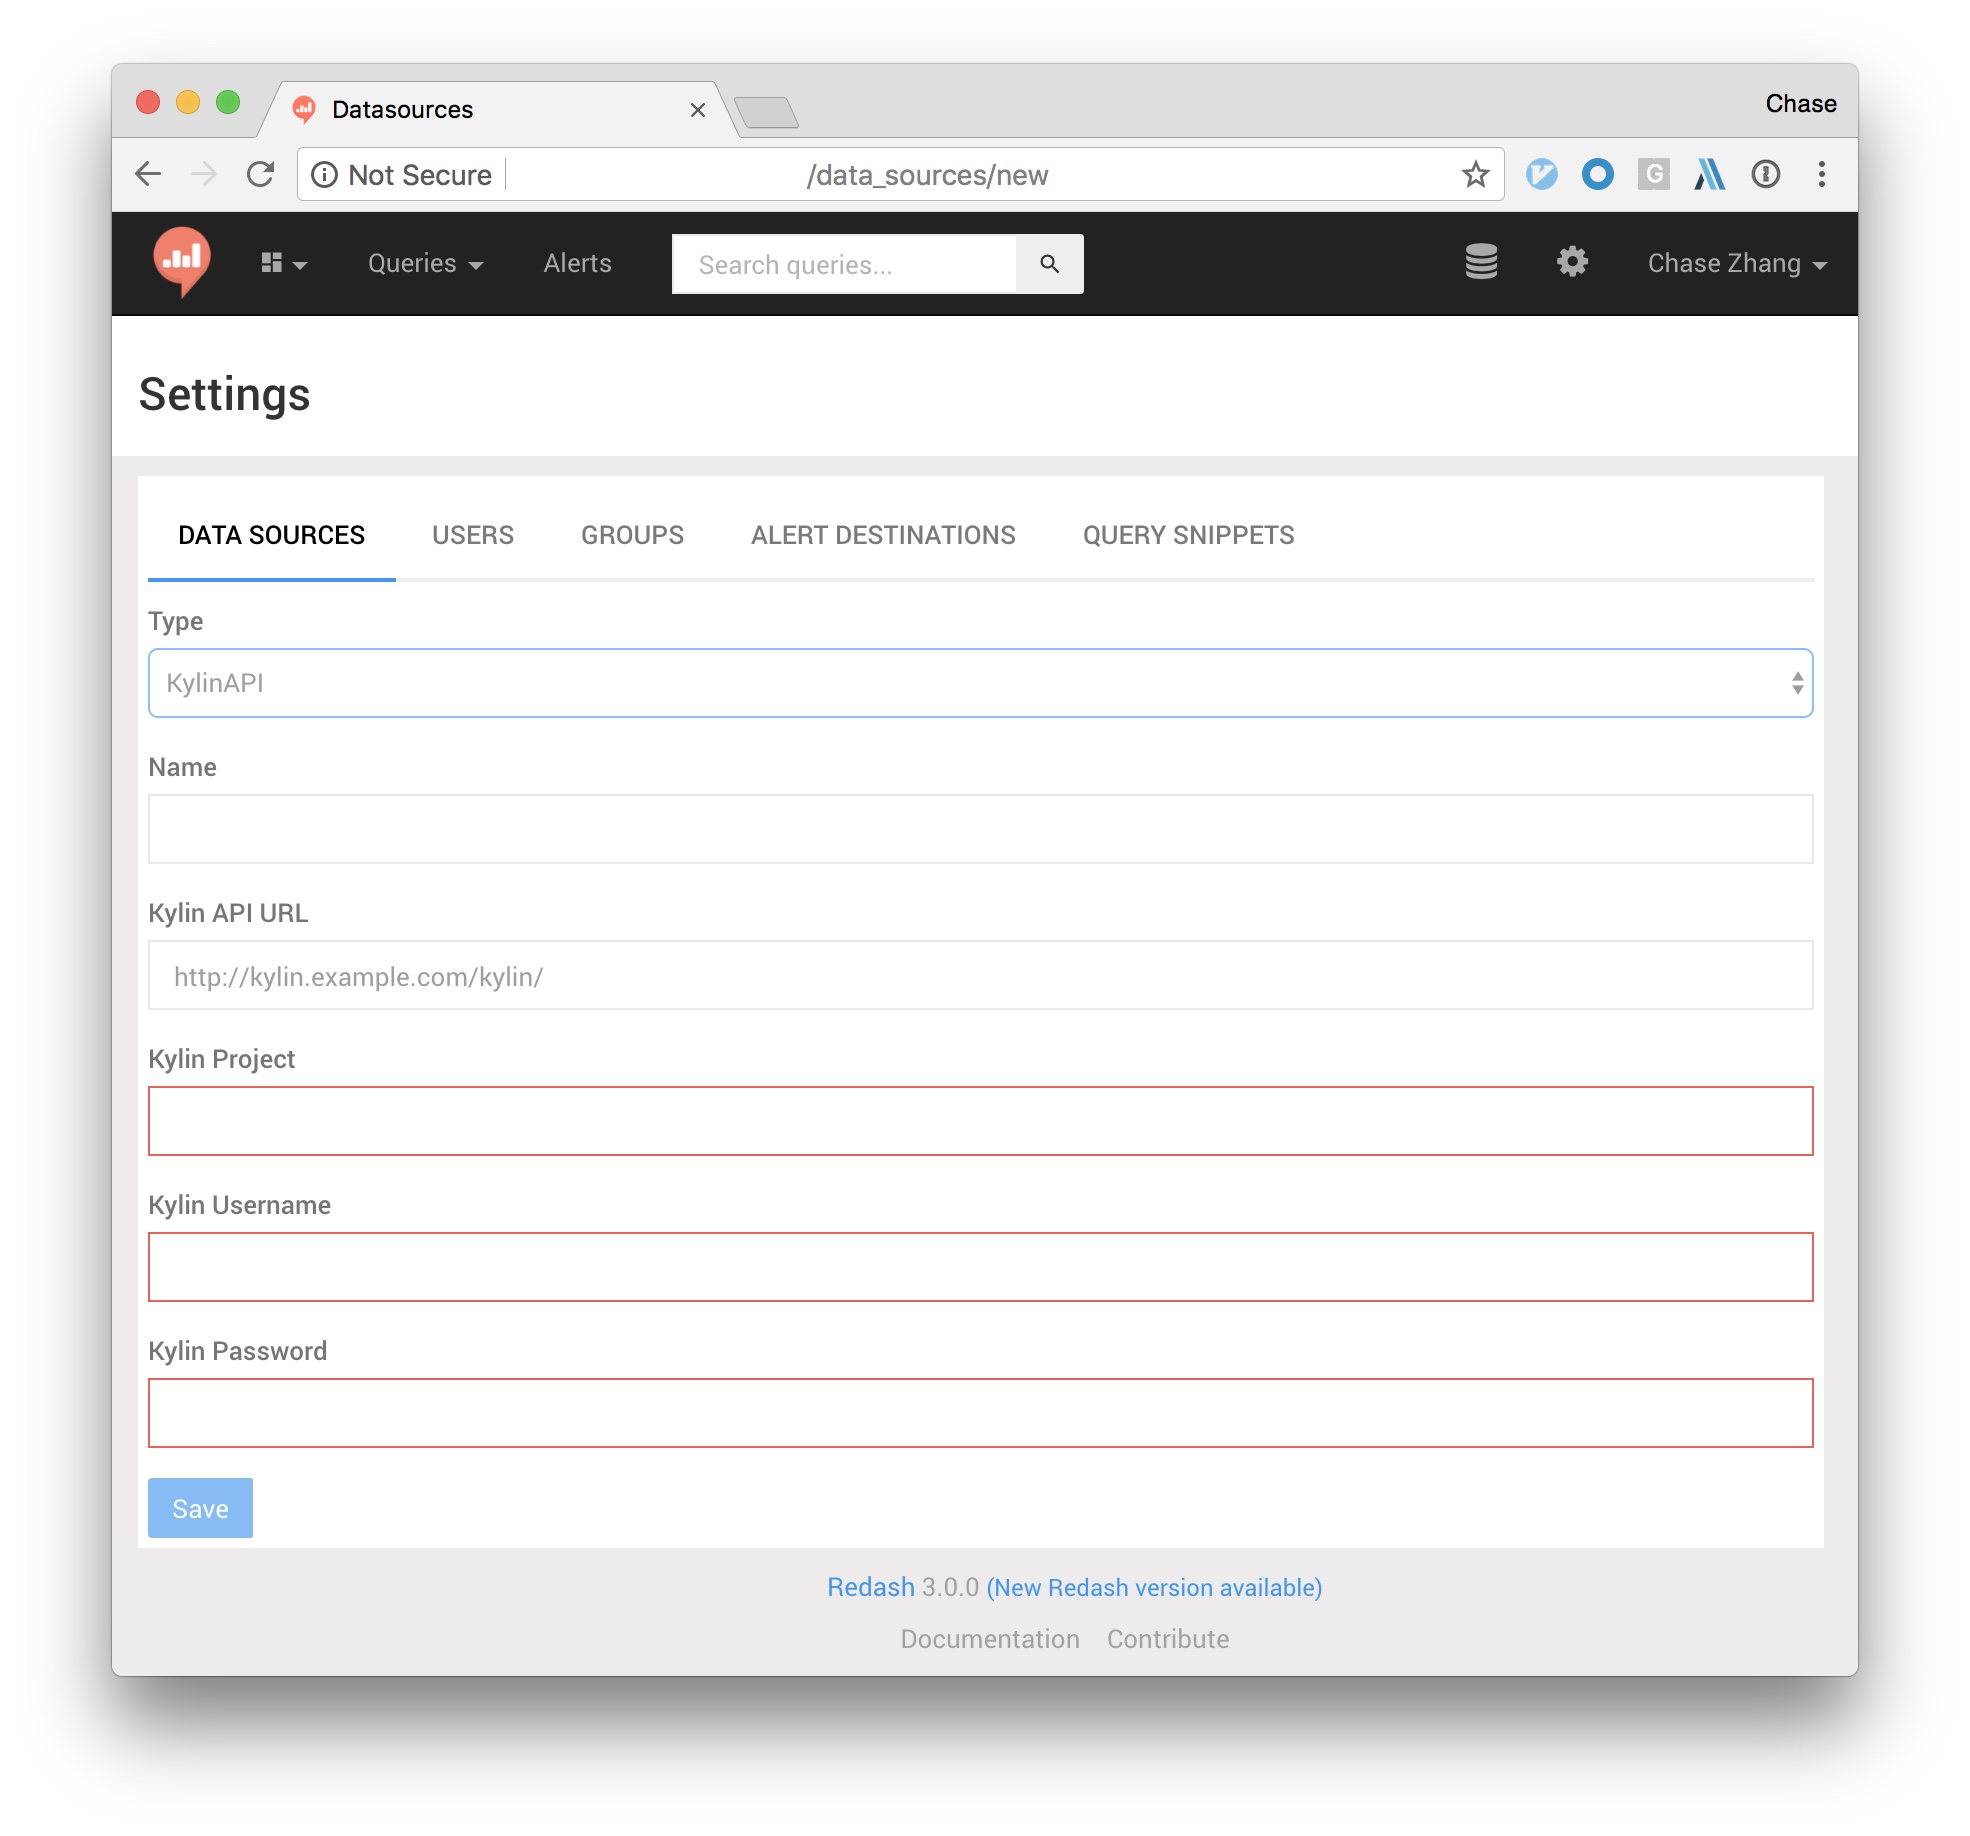 Datasources
Chase
Not Secure /data_sources/new
G
Queries Alerts Search queries... Chase Zhang
Settings
DATA SOURCES USERS GROUPS ALERT DESTINATIONS QUERY SNIPPETS
Type
KylinAPI
Name
Kylin API URL
http://kylin.example.com/kylin/
Kylin Project
Kylin Username
Kylin Password
Save
Redash 3.0.0 (New Redash version available)
Documentation Contribute